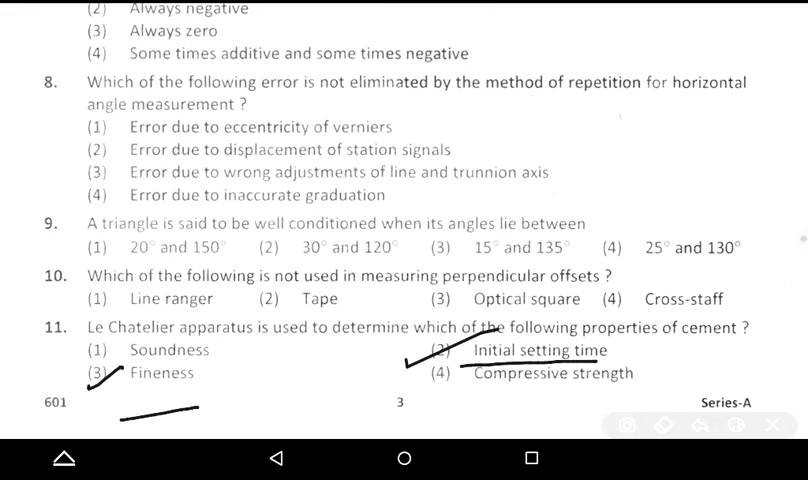 (2) Always negative
(3) Always zero
(4) Some times additive and some times negative
8. Which of the following error is not eliminated by the method of repetition for horizontal
angle measurement ?
(1) Error due to eccentricity of verniers
(2) Error due to displacement of station signals
(3) Error due to wrong adjustments of line and trunnion axis
(4) Error due to inaccurate graduation
9. A triangle is said to be well conditioned when its angles lie between
(1) 20° and 150° (2) 30° and 120° (3) 15° and 135° (4) 25° and 130°
10. Which of the following is not used in measuring perpendicular offsets ?
(1) Line ranger (2) Tape (3) Optical square (4) Cross-staff
11. Le Chatelier apparatus is used to determine which of the following properties of cement ?
(1) Soundness (2) Initial setting time
(3) Fineness (4) Compressive strength
601 3 Series-A